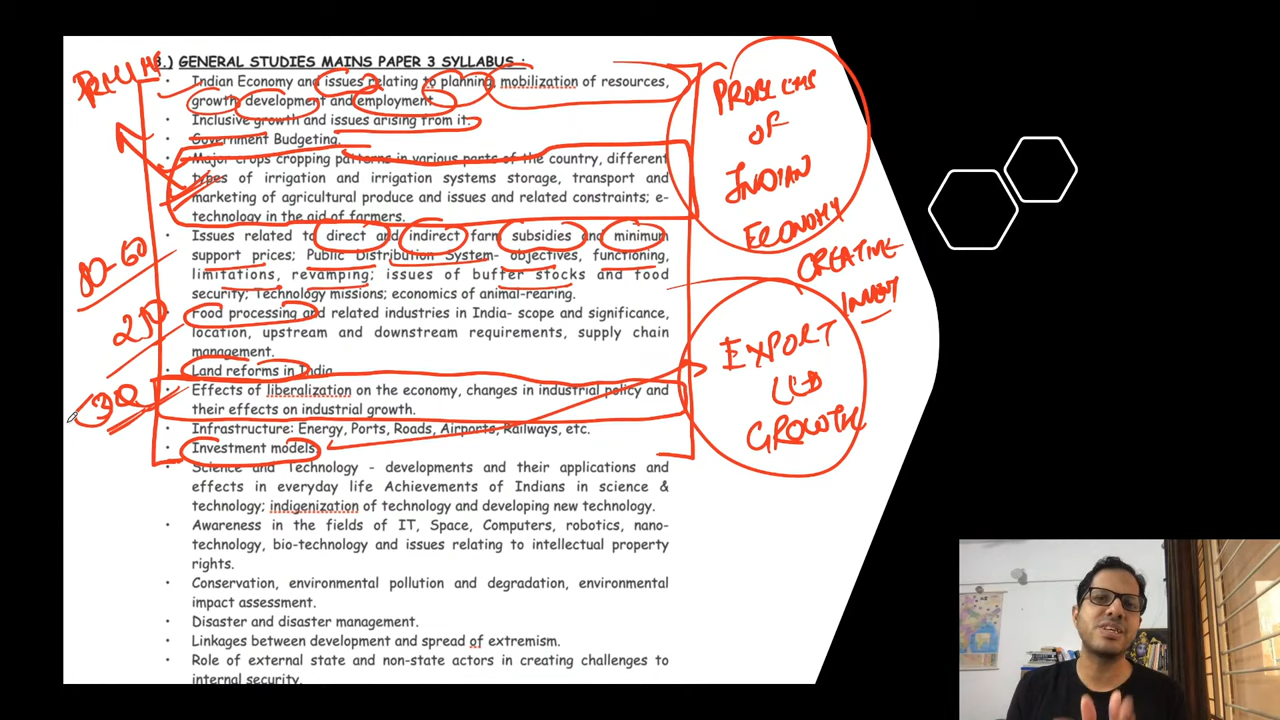 B.) GENERAL STUDIES MAINS PAPER 3 SYLLABUS :
• Indian Economy and issues relating to planning, mobilization of resources,
growth, development and employment.
• Inclusive growth and issues arising from it.
• Government Budgeting.
• Major crops cropping patterns in various parts of the country, different
types of irrigation and irrigation systems storage, transport and
marketing of agricultural produce and issues and related constraints; e-
technology in the aid of farmers.
• Issues related to direct and indirect farm subsidies and minimum
support prices; Public Distribution System- objectives, functioning,
limitations, revamping; issues of buffer stocks and food
security; Technology missions; economics of animal-rearing.
• Food processing and related industries in India- scope and significance,
location, upstream and downstream requirements, supply chain
management.
• Land reforms in India.
• Effects of liberalization on the economy, changes in industrial policy and
their effects on industrial growth.
• Infrastructure: Energy, Ports, Roads, Airports, Railways, etc.
• Investment models.
• Science and Technology - developments and their applications and
effects in everyday life Achievements of Indians in science &
technology; indigenization of technology and developing new technology.
• Awareness in the fields of IT, Space, Computers, robotics, nano-
technology, bio-technology and issues relating to intellectual property
rights.
• Conservation, environmental pollution and degradation, environmental
impact assessment.
• Disaster and disaster management.
• Linkages between development and spread of extremism.
• Role of external state and non-state actors in creating challenges to
internal security.
250
PROBLEMS
OF
INDIAN
ECONOMY
CREATIVE
EXPORT
LED
GROWTH